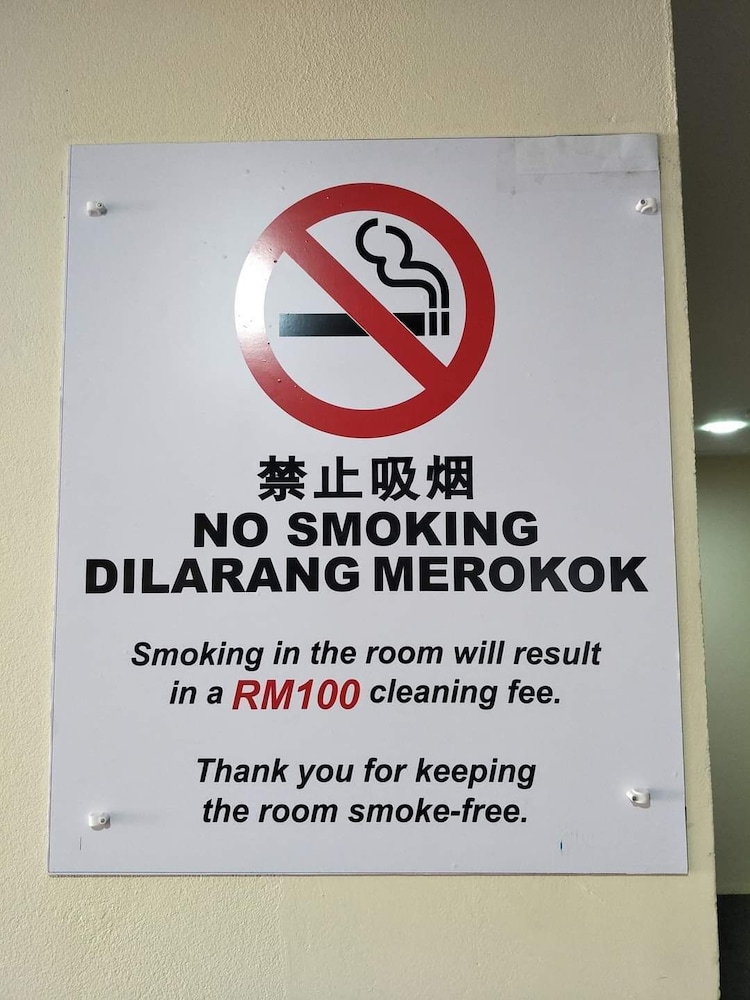 禁止吸烟
NO SMOKING
DILARANG MEROKOK
Smoking in the room will result
in a RM100 cleaning fee.
Thank you for keeping
the room smoke-free.